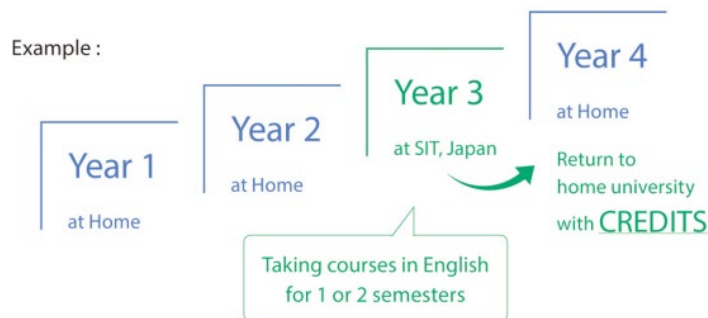 Example :
Year 1
at Home
Year 2
at Home
Year 3
at SIT, Japan
Taking courses in English
for 1 or 2 semesters
Year 4
at Home
Return to
home university
with CREDITS